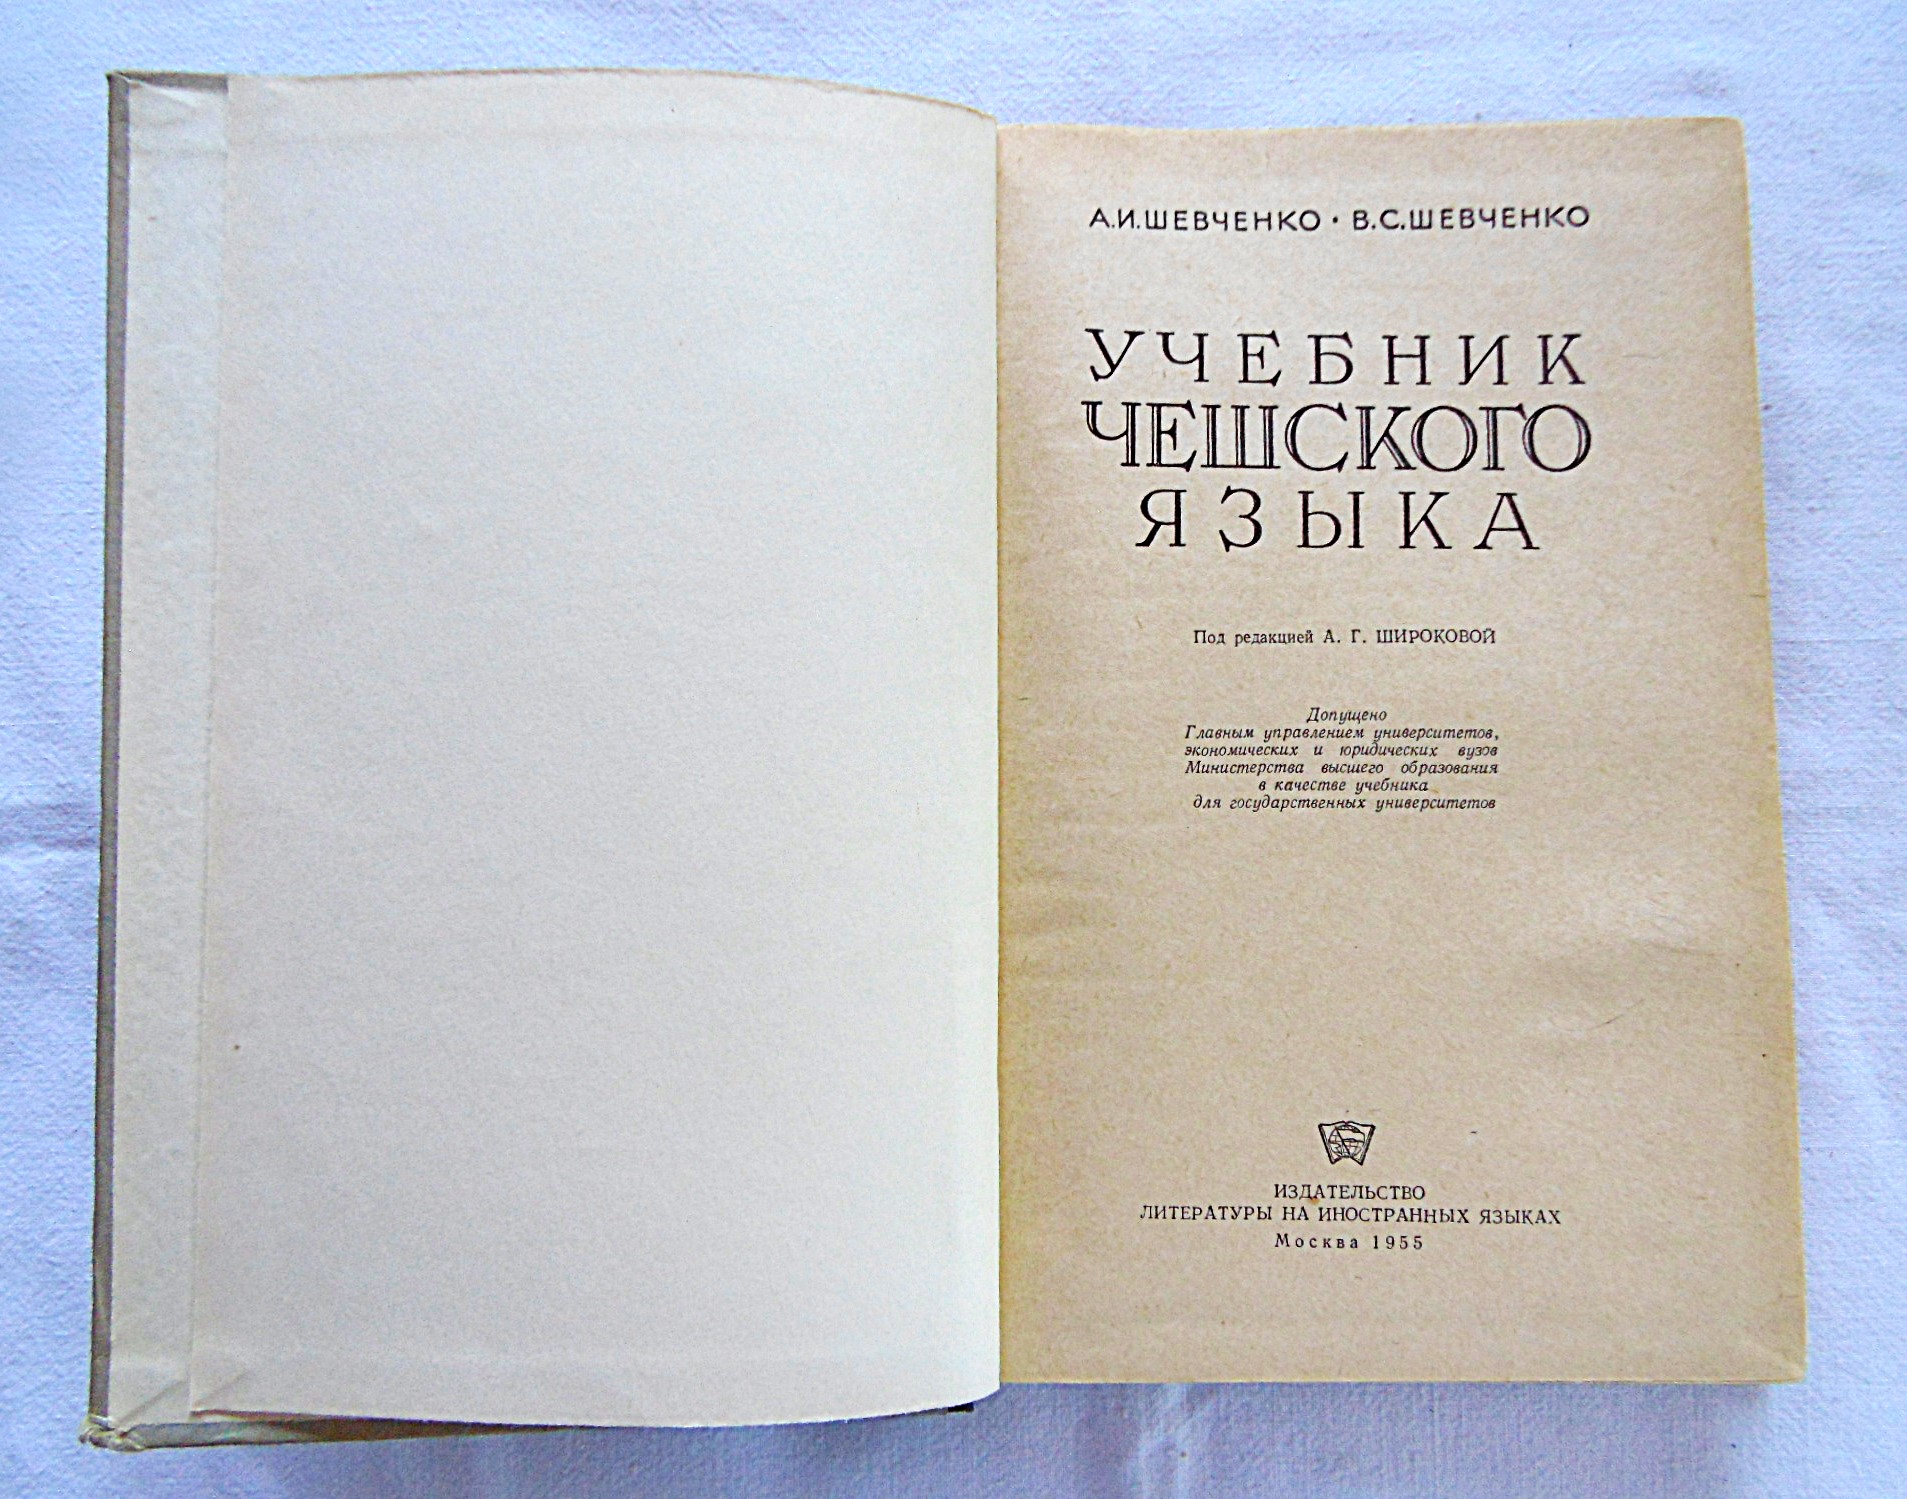 А.И.ШЕВЧЕНКО · В.С.ШЕВЧЕНКО
УЧЕБНИК
ЧЕШСКОГО
ЯЗЫКА
Под редакцией А. Г. ШИРОКОВОЙ
Допущено
Главным управлением университетов,
экономических и юридических вузов
Министерства высшего образования
в качестве учебника
для государственных университетов
ИЗДАТЕЛЬСТВО
ЛИТЕРАТУРЫ НА ИНОСТРАННЫХ ЯЗЫКАХ
Москва 1955